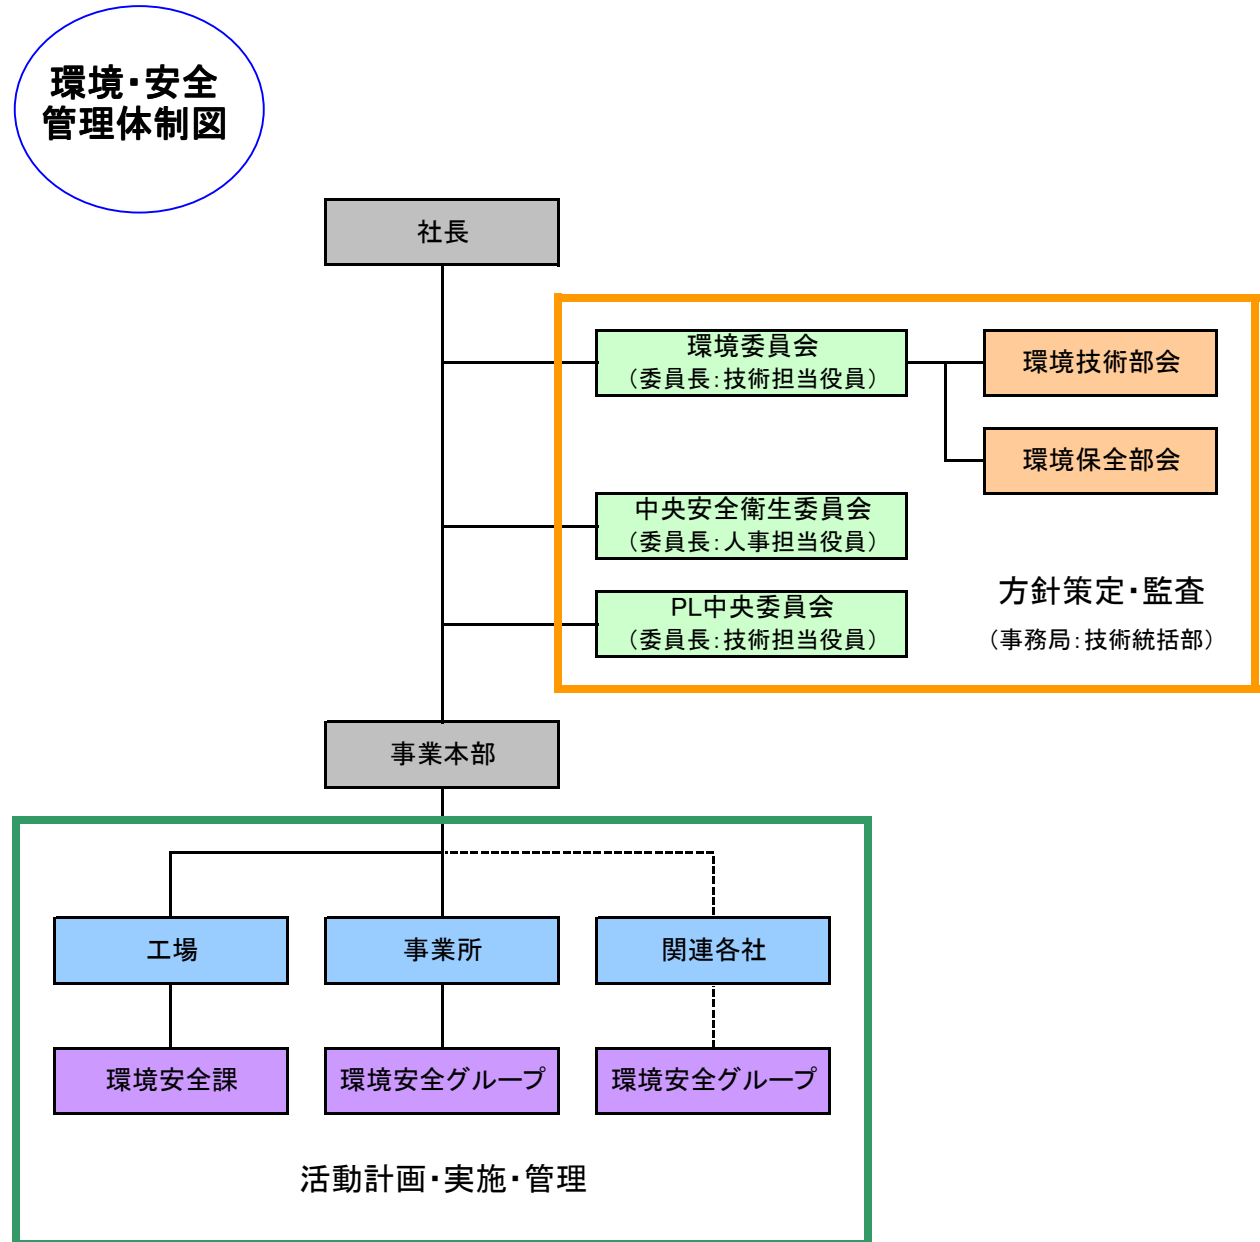 環境・安全
管理体制図
社長
環境委員会
（委員長：技術担当役員）
環境技術部会
環境保全部会
中央安全衛生委員会
（委員長：人事担当役員）
PL中央委員会
（委員長：技術担当役員）
方針策定・監査
（事務局：技術統括部）
事業本部
工場
事業所
関連各社
環境安全課
環境安全グループ
環境安全グループ
活動計画・実施・管理